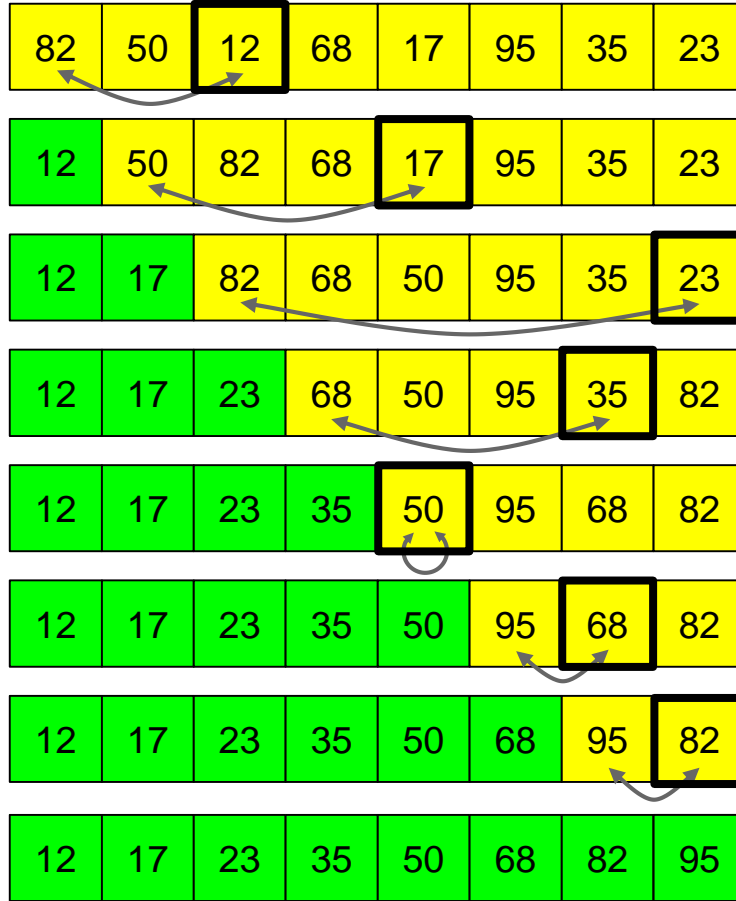 82 50 12 68 17 95 35 23
12 50 82 68 17 95 35 23
12 17 82 68 50 95 35 23
12 17 23 68 50 95 35 82
12 17 23 35 50 95 68 82
12 17 23 35 50 95 68 82
12 17 23 35 50 68 95 82
12 17 23 35 50 68 82 95